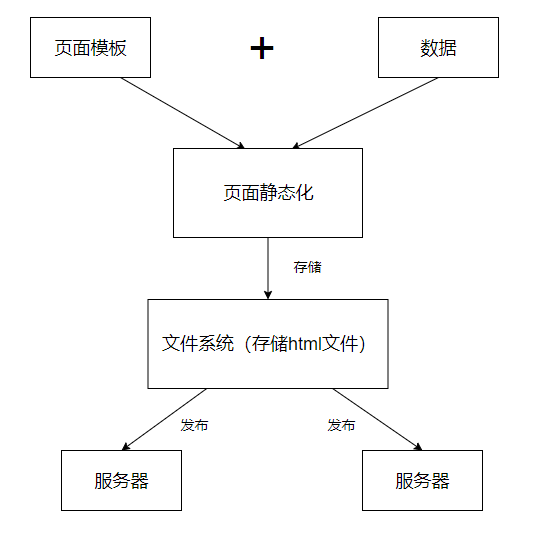 页面模板
+
数据
页面静态化
存储
文件系统（存储html文件）
发布
发布
服务器
服务器